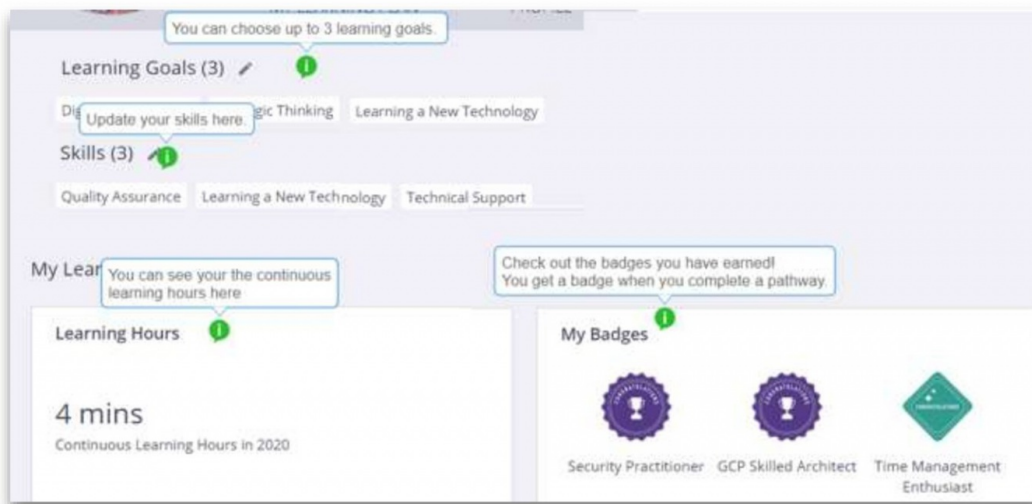 You can choose up to 3 learning goals.
Learning Goals (3)
gic Thinking Learning a New Technology
Update your skills here.
Skills (3)
Quality Assurance Learning a New Technology Technical Support
My Lear
You can see your the continuous
learning hours here
Check out the badges you have earned!
You get a badge when you complete a pathway.
Learning Hours
My Badges
4 mins
Continuous Learning Hours in 2020
CONGRATULATIONS
CONGRATULATIONS
CONGRATULATIONS
Security Practitioner GCP Skilled Architect Time Management
Enthusiast